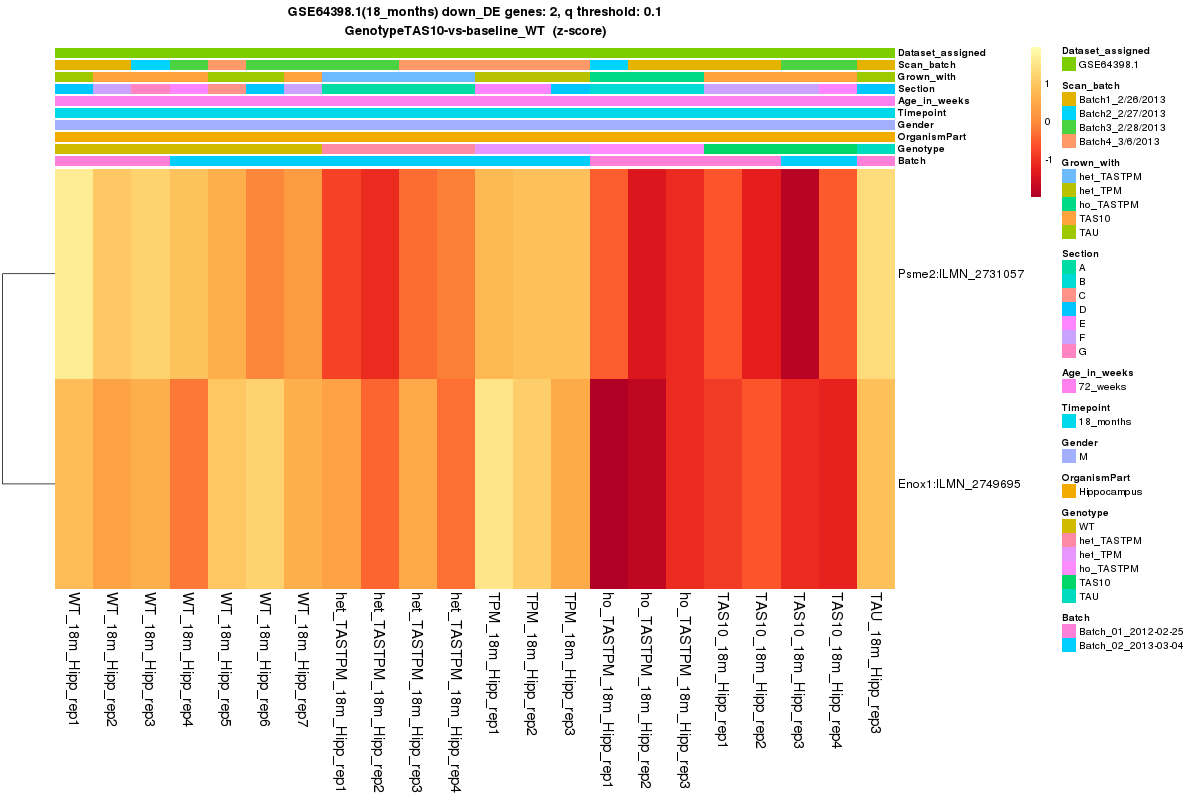 GSE64398.1(18_months) down_DE genes: 2, q threshold: 0.1
GenotypeTAS10-vs-baseline_WT (z-score)
Dataset_assigned
Scan_batch
Grown_with
Section
Age_in_weeks
Timepoint
Gender
OrganismPart
Genotype
Batch
Psme2:ILMN_2731057
Enox1:ILMN_2749695
WT_18m_Hipp_rep1
WT_18m_Hipp_rep2
WT_18m_Hipp_rep3
WT_18m_Hipp_rep4
WT_18m_Hipp_rep5
WT_18m_Hipp_rep6
WT_18m_Hipp_rep7
het_TASTPM_18m_Hipp_rep1
het_TASTPM_18m_Hipp_rep2
het_TASTPM_18m_Hipp_rep3
het_TASTPM_18m_Hipp_rep4
TPM_18m_Hipp_rep1
TPM_18m_Hipp_rep2
TPM_18m_Hipp_rep3
ho_TASTPM_18m_Hipp_rep1
ho_TASTPM_18m_Hipp_rep2
ho_TASTPM_18m_Hipp_rep3
TAS10_18m_Hipp_rep1
TAS10_18m_Hipp_rep2
TAS10_18m_Hipp_rep3
TAS10_18m_Hipp_rep4
TAU_18m_Hipp_rep3
1
0
-1
Dataset_assigned
GSE64398.1
Scan_batch
Batch1_2/26/2013
Batch2_2/27/2013
Batch3_2/28/2013
Batch4_3/6/2013
Grown_with
het_TASTPM
het_TPM
ho_TASTPM
TAS10
TAU
Section
A
B
C
D
E
F
G
Age_in_weeks
72_weeks
Timepoint
18_months
Gender
M
OrganismPart
Hippocampus
Genotype
WT
het_TASTPM
het_TPM
ho_TASTPM
TAS10
TAU
Batch
Batch_01_2012-02-25
Batch_02_2013-03-04